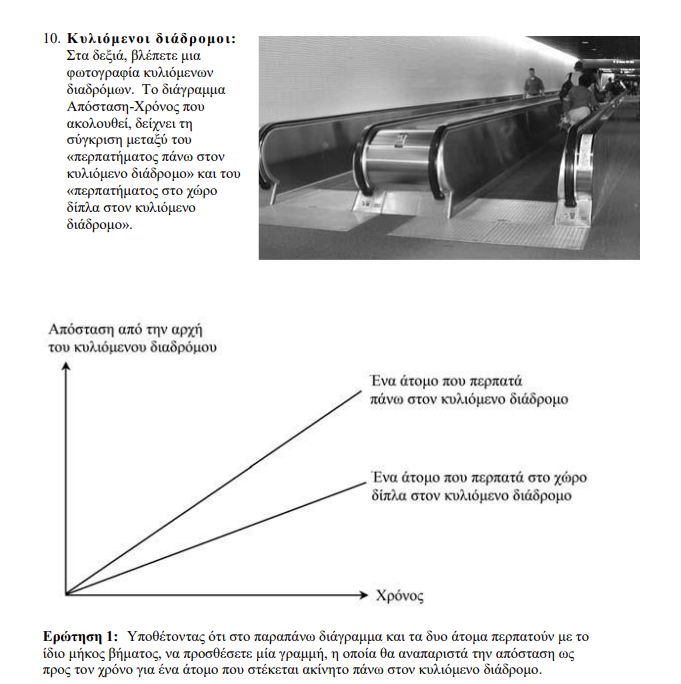 10. Κυλιόμενοι διάδρομοι:
Στα δεξιά, βλέπετε μια
φωτογραφία κυλιόμενων
διαδρόμων. Το διάγραμμα
Απόσταση-Χρόνος που
ακολουθεί, δείχνει τη
σύγκριση μεταξύ του
«περπατήματος πάνω στον
κυλιόμενο διάδρομο» και του
«περπατήματος στο χώρο
δίπλα στον κυλιόμενο
διάδρομο».
Απόσταση από την αρχή
του κυλιόμενου διαδρόμου
Ένα άτομο που περπατά
πάνω στον κυλιόμενο διάδρομο
Ένα άτομο που περπατά στο χώρο
δίπλα στον κυλιόμενο διάδρομο
Χρόνος
Ερώτηση 1: Υποθέτοντας ότι στο παραπάνω διάγραμμα και τα δυο άτομα περπατούν με το
ίδιο μήκος βήματος, να προσθέσετε μία γραμμή, η οποία θα αναπαριστά την απόσταση ως
προς τον χρόνο για ένα άτομο που στέκεται ακίνητο πάνω στον κυλιόμενο διάδρομο.